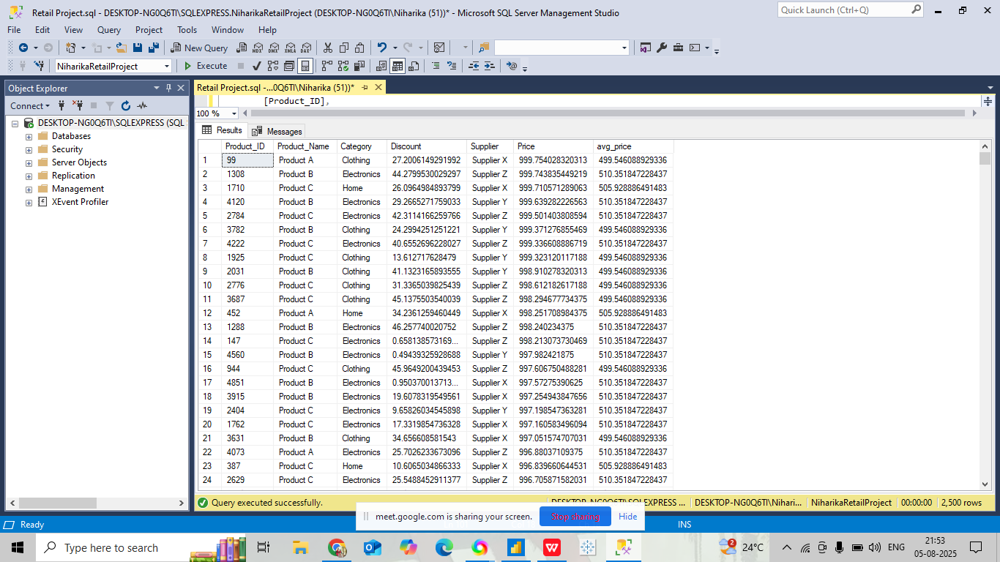 Retail Project.sql - DESKTOP-NG0Q6TI\SQLEXPRESS.NiharikaRetailProject (DESKTOP-NG0Q6TI\Niharika (51))* - Microsoft SQL Server Management Studio
Quick Launch (Ctrl+Q)
File Edit View Query Project Tools Window Help
New Query
MDX DMX XMLA DAX
NiharikaRetailProject Execute
Object Explorer
Retail Project.sql -...0Q6TI\Niharika (51))*
Connect
[Product_ID],
100 %
DESKTOP-NG0Q6TI\SQLEXPRESS (SQL S
Databases
Security
Server Objects
Replication
Management
XEvent Profiler
Results Messages
Product_ID Product_Name Category Discount Supplier Price avg_price
1 99 Product A Clothing 27.2006149291992 Supplier X 999.754028320313 499.546088929336
2 1308 Product B Electronics 44.2799530029297 Supplier Z 999.743835449219 510.351847228437
3 1710 Product C Home 26.0964984893799 Supplier X 999.710571289063 505.928886491483
4 4120 Product B Electronics 29.2665271759033 Supplier Y 999.639282226563 510.351847228437
5 2784 Product C Electronics 42.3114166259766 Supplier Z 999.501403808594 510.351847228437
6 3782 Product B Clothing 24.2994251251221 Supplier Y 999.371276855469 499.546088929336
7 4222 Product C Electronics 40.6552696228027 Supplier Z 999.336608886719 510.351847228437
8 1925 Product C Clothing 13.612717628479 Supplier Y 999.323120117188 499.546088929336
9 2031 Product B Clothing 41.1323165893555 Supplier Y 998.910278320313 499.546088929336
10 2776 Product C Clothing 31.3365039825439 Supplier Z 998.612182617188 499.546088929336
11 3687 Product C Clothing 45.1375503540039 Supplier Z 998.294677734375 499.546088929336
12 452 Product A Home 34.2361259460449 Supplier X 998.251708984375 505.928886491483
13 1288 Product B Electronics 46.257740020752 Supplier Z 998.240234375 510.351847228437
14 147 Product C Electronics 0.658138573169... Supplier Z 998.213073730469 510.351847228437
15 4560 Product B Electronics 0.49439325928688 Supplier Y 997.982421875 510.351847228437
16 944 Product C Clothing 45.9649200439453 Supplier Z 997.606750488281 499.546088929336
17 4851 Product B Electronics 0.950370013713... Supplier X 997.57275390625 510.351847228437
18 3915 Product B Electronics 19.6078319549561 Supplier X 997.254943847656 510.351847228437
19 2404 Product C Electronics 9.65826034545898 Supplier Y 997.198547363281 510.351847228437
20 1762 Product C Electronics 17.3319854736328 Supplier X 997.160583496094 510.351847228437
21 3631 Product B Clothing 34.656608581543 Supplier X 997.051574707031 499.546088929336
22 4073 Product A Electronics 25.7026233673096 Supplier Z 996.88037109375 510.351847228437
23 387 Product C Home 10.6065034866333 Supplier X 996.839660644531 505.928886491483
24 2629 Product C Electronics 25.5488452911377 Supplier Z 996.705871582031 510.351847228437
Query executed successfully. DESKTOP-NG0Q6TI\SQLEXPRESS ... DESKTOP-NG0Q6TI\Nihari... NiharikaRetailProject 00:00:00 2,500 rows
meet.google.com is sharing your screen. Stop sharing Hide
Ready INS
Type here to search
2 24°C ENG 21:53
05-08-2025